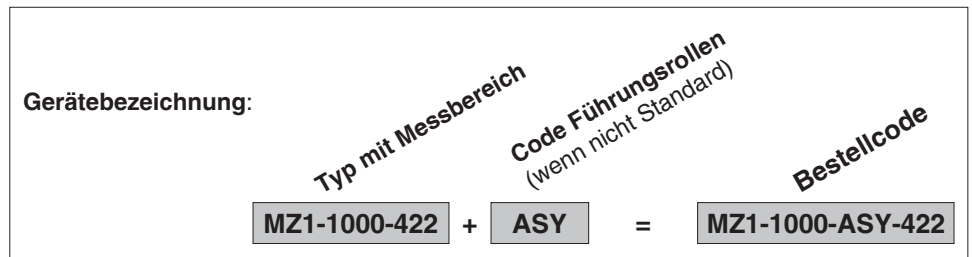 Gerätebezeichnung:
Typ mit Messbereich
Code Führungsrollen
(wenn nicht Standard)
Bestellcode
MZ1-1000-422 + ASY = MZ1-1000-ASY-422